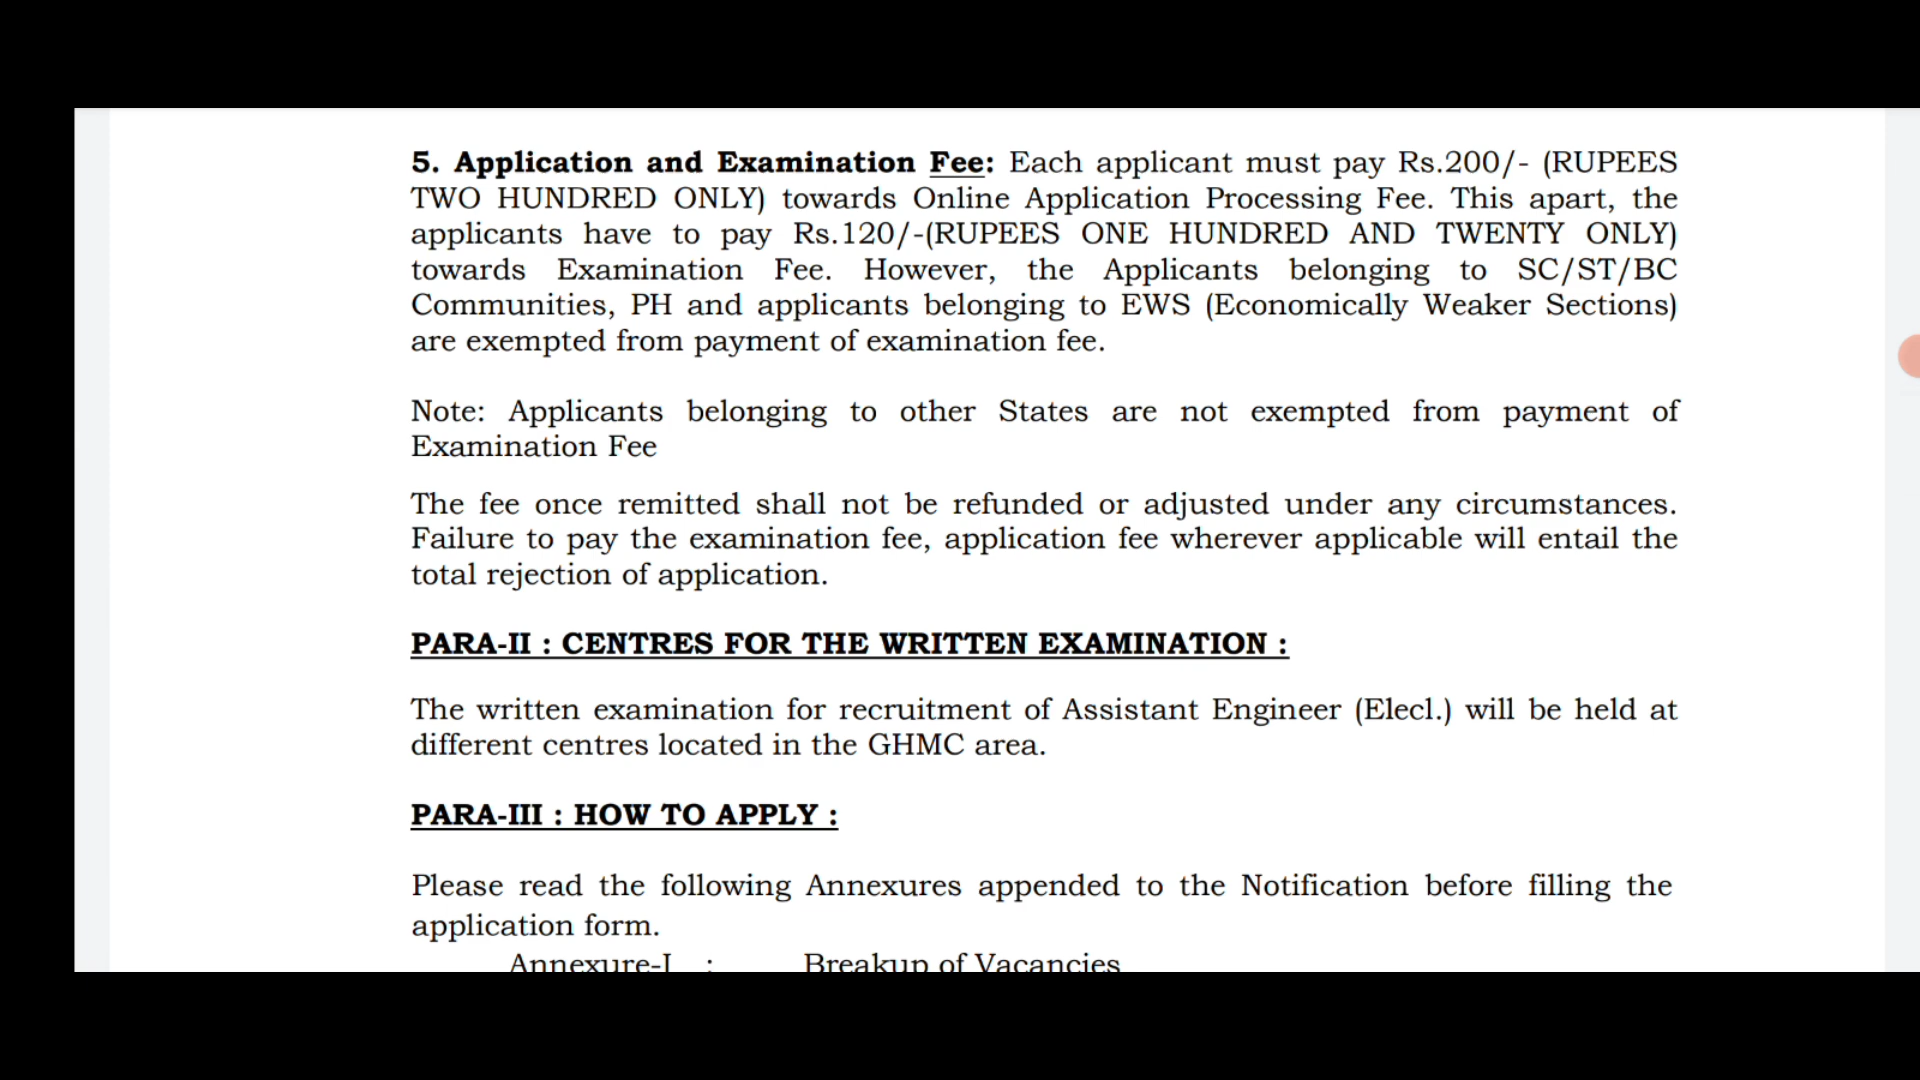 5. Application and Examination Fee: Each applicant must pay Rs.200/- (RUPEES
TWO HUNDRED ONLY) towards Online Application Processing Fee. This apart, the
applicants have to pay Rs.120/-(RUPEES ONE HUNDRED AND TWENTY ONLY)
towards Examination Fee. However, the Applicants belonging to SC/ST/BC
Communities, PH and applicants belonging to EWS (Economically Weaker Sections)
are exempted from payment of examination fee.
Note: Applicants belonging to other States are not exempted from payment of
Examination Fee
The fee once remitted shall not be refunded or adjusted under any circumstances.
Failure to pay the examination fee, application fee wherever applicable will entail the
total rejection of application.
PARA-II : CENTRES FOR THE WRITTEN EXAMINATION :
The written examination for recruitment of Assistant Engineer (Elecl.) will be held at
different centres located in the GHMC area.
PARA-III : HOW TO APPLY :
Please read the following Annexures appended to the Notification before filling the
application form.
Annexure-I : Breakup of Vacancies